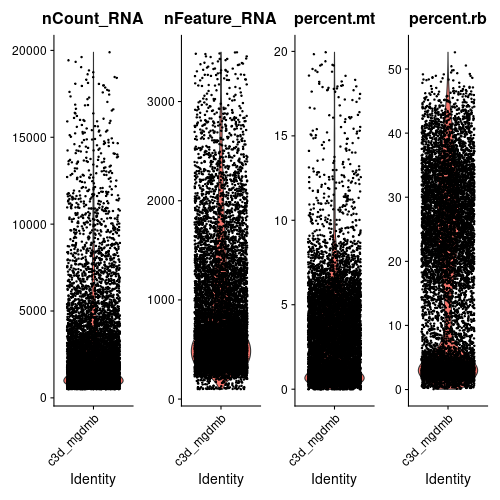 nCount_RNA
20000
15000
10000
5000
0
c3d_mgdmb
Identity
nFeature_RNA
3000
2000
1000
0
c3d_mgdmb
Identity
percent.mt
20
15
10
5
0
c3d_mgdmb
Identity
percent.rb
50
40
30
20
10
0
c3d_mgdmb
Identity